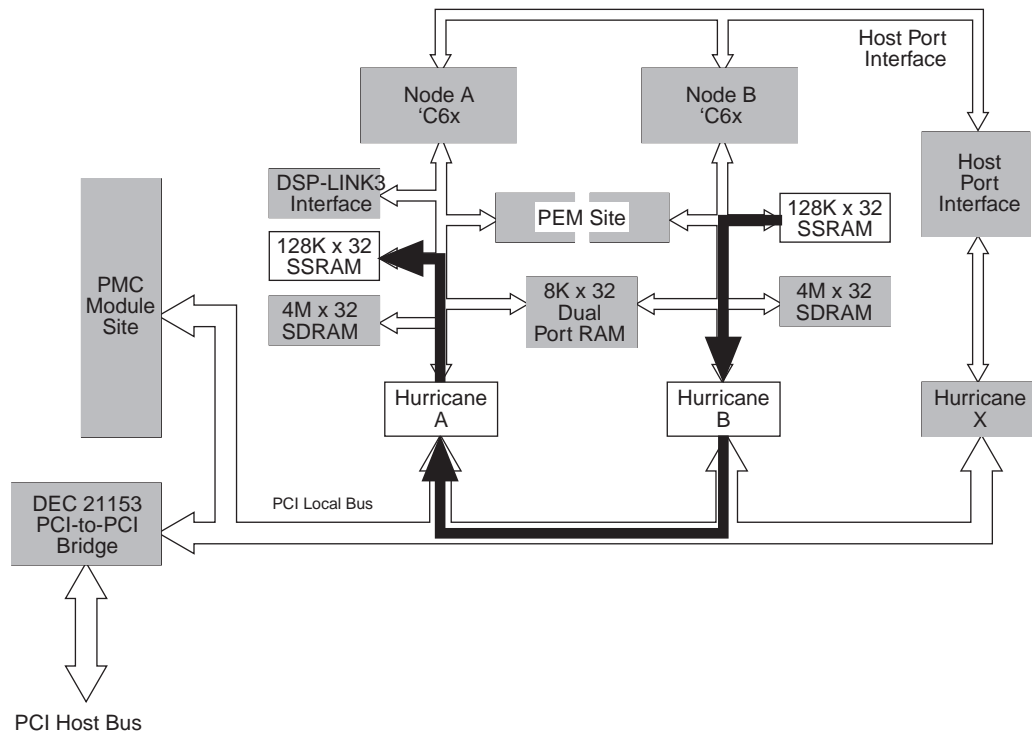 Host Port
Interface
Node A
‘C6x
Node B
‘C6x
Host
Port
Interface
DSP-LINK3
Interface
PEM Site
128K x 32
SSRAM
128K x 32
SSRAM
PMC
Module
Site
4M x 32
SDRAM
8K x 32
Dual
Port RAM
4M x 32
SDRAM
Hurricane
A
Hurricane
B
Hurricane
X
PCI Local Bus
DEC 21153
PCI-to-PCI
Bridge
PCI Host Bus